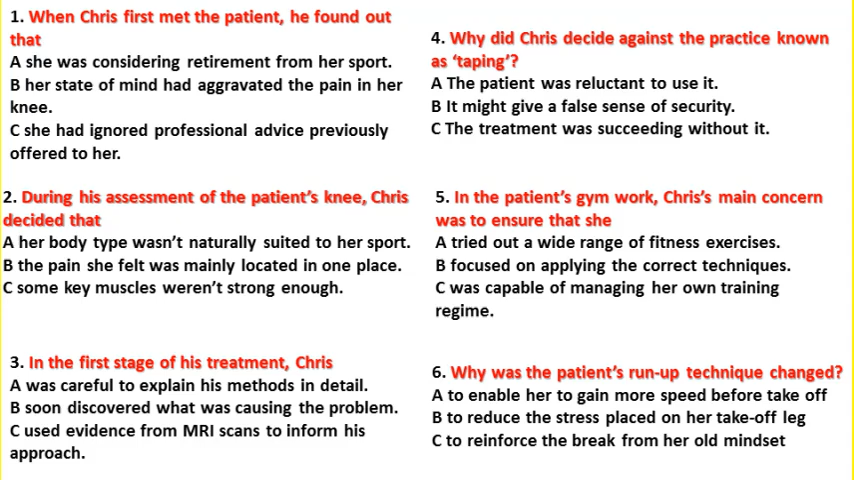 1. When Chris first met the patient, he found out
that
A she was considering retirement from her sport.
B her state of mind had aggravated the pain in her
knee.
C she had ignored professional advice previously
offered to her.
2. During his assessment of the patient's knee, Chris
decided that
A her body type wasn't naturally suited to her sport.
B the pain she felt was mainly located in one place.
C some key muscles weren't strong enough.
3. In the first stage of his treatment, Chris
A was careful to explain his methods in detail.
B soon discovered what was causing the problem.
C used evidence from MRI scans to inform his
approach.
4. Why did Chris decide against the practice known
as 'taping'?
A The patient was reluctant to use it.
B It might give a false sense of security.
C The treatment was succeeding without it.
5. In the patient's gym work, Chris's main concern
was to ensure that she
A tried out a wide range of fitness exercises.
B focused on applying the correct techniques.
C was capable of managing her own training
regime.
6. Why was the patient's run-up technique changed?
A to enable her to gain more speed before take off
B to reduce the stress placed on her take-off leg
C to reinforce the break from her old mindset